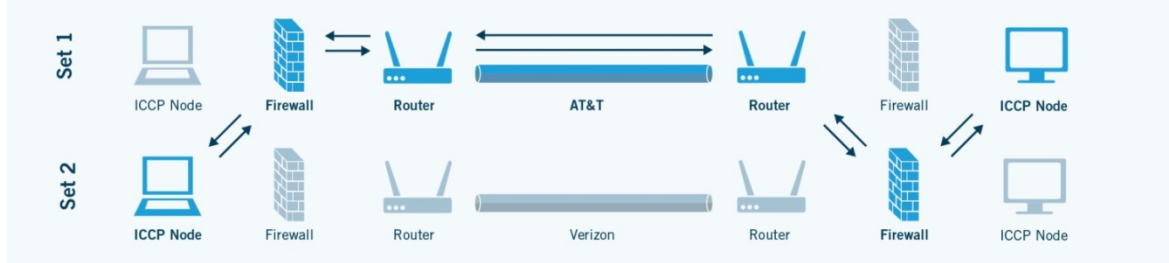 Set 1
ICCP Node Firewall Router AT&T Router Firewall ICCP Node
Set 2
ICCP Node Firewall Router Verizon Router Firewall ICCP Node